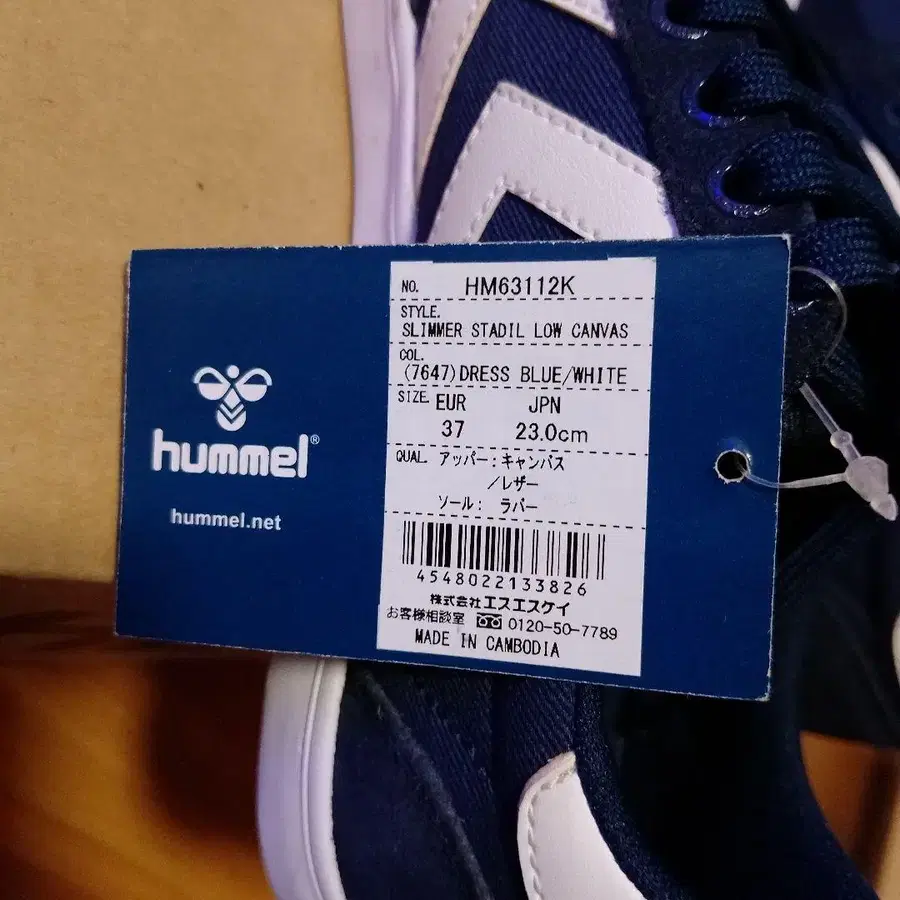 hummel®
hummel.net
NO. HM63112K
STYLE.
SLIMMER STADIL LOW CANVAS
COL.
(7647)DRESS BLUE/WHITE
SIZE. EUR JPN
37 23.0cm
QUAL. アッパー:キャンバス
/レザー
ソール: ラバー
4548022133826
株式会社エスエスケイ
お客様相談室 0120-50-7789
MADE IN CAMBODIA